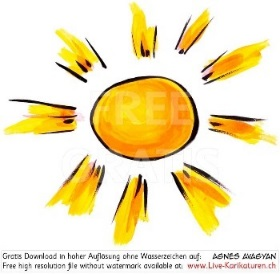 FREE
GRATIS
Gratis Download in hoher Auflösung ohne Wasserzeichen auf: AGNES AVAGYAN
Free high resolution file without watermark available at: www.Live-Karikaturen.ch